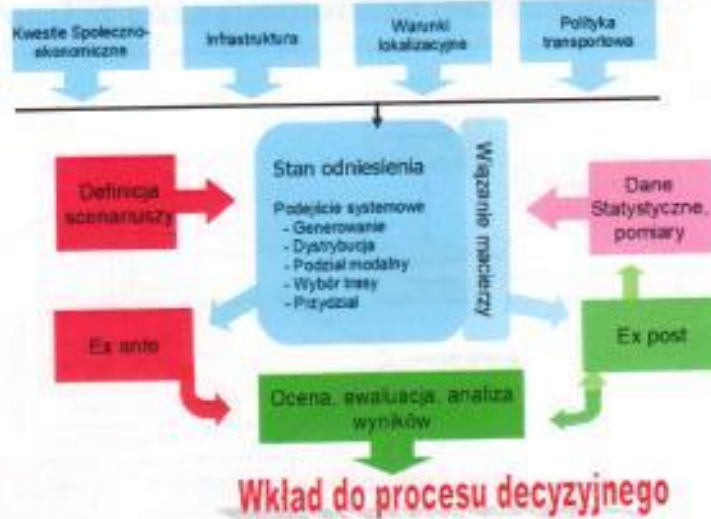 Kwestie Społeczno-
ekonomiczne
Infrastruktura
Warunki
lokalizacyjne
Polityka
transportowa
Definicja
scenariuszy
Stan odniesienia
Podejście systemowe
- Generowanie
- Dystrybucja
- Podział modalny
- Wybór trasy
- Przydział
Wiązanie macierzy
Dane
Statystyczne,
pomiary
Ex ante
Ex post
Ocena, ewaluacja, analiza
wyników
Wkład do procesu decyzyjnego